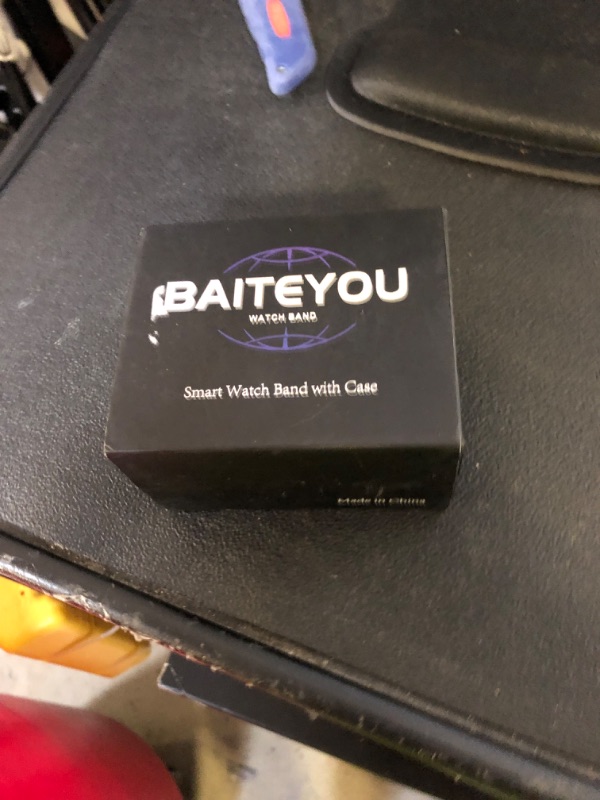 BAITEYOU
WATCH BAND
Smart Watch Band with Case
Made in China